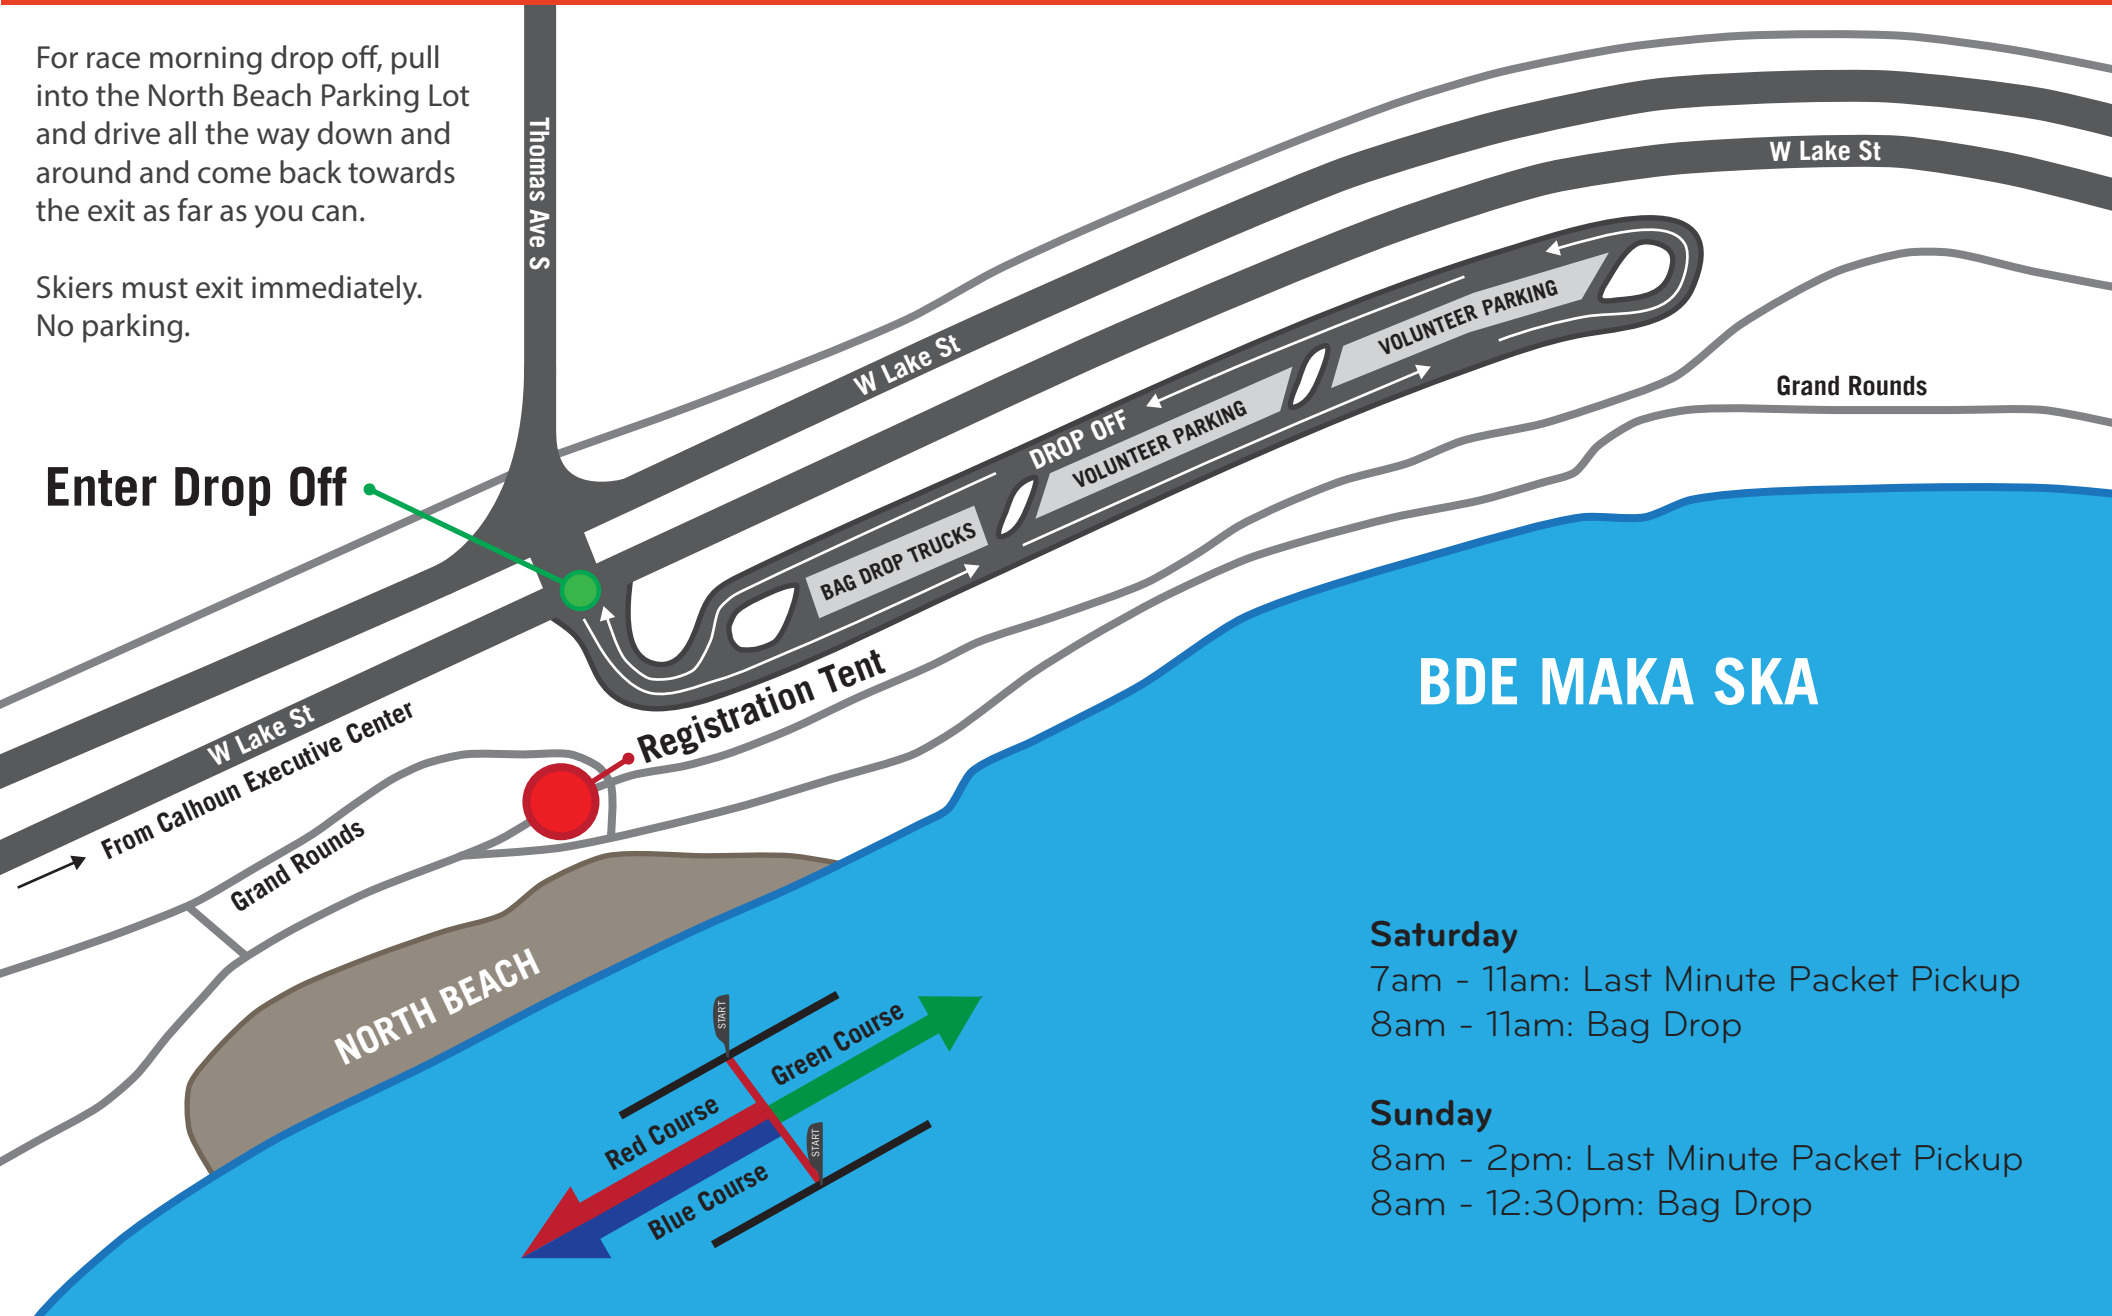 For race morning drop off, pull
into the North Beach Parking Lot
and drive all the way down and
around and come back towards
the exit as far as you can.
Skiers must exit immediately.
No parking.
Thomas Ave S
W Lake St
W Lake St
VOLUNTEER PARKING
Grand Rounds
DROP OFF
VOLUNTEER PARKING
Enter Drop Off
BAG DROP TRUCKS
Registration Tent
BDE MAKA SKA
W Lake St
From Calhoun Executive Center
Grand Rounds
NORTH BEACH
START
Green Course
Red Course
START
Blue Course
Saturday
7am - 11am: Last Minute Packet Pickup
8am - 11am: Bag Drop
Sunday
8am - 2pm: Last Minute Packet Pickup
8am - 12:30pm: Bag Drop